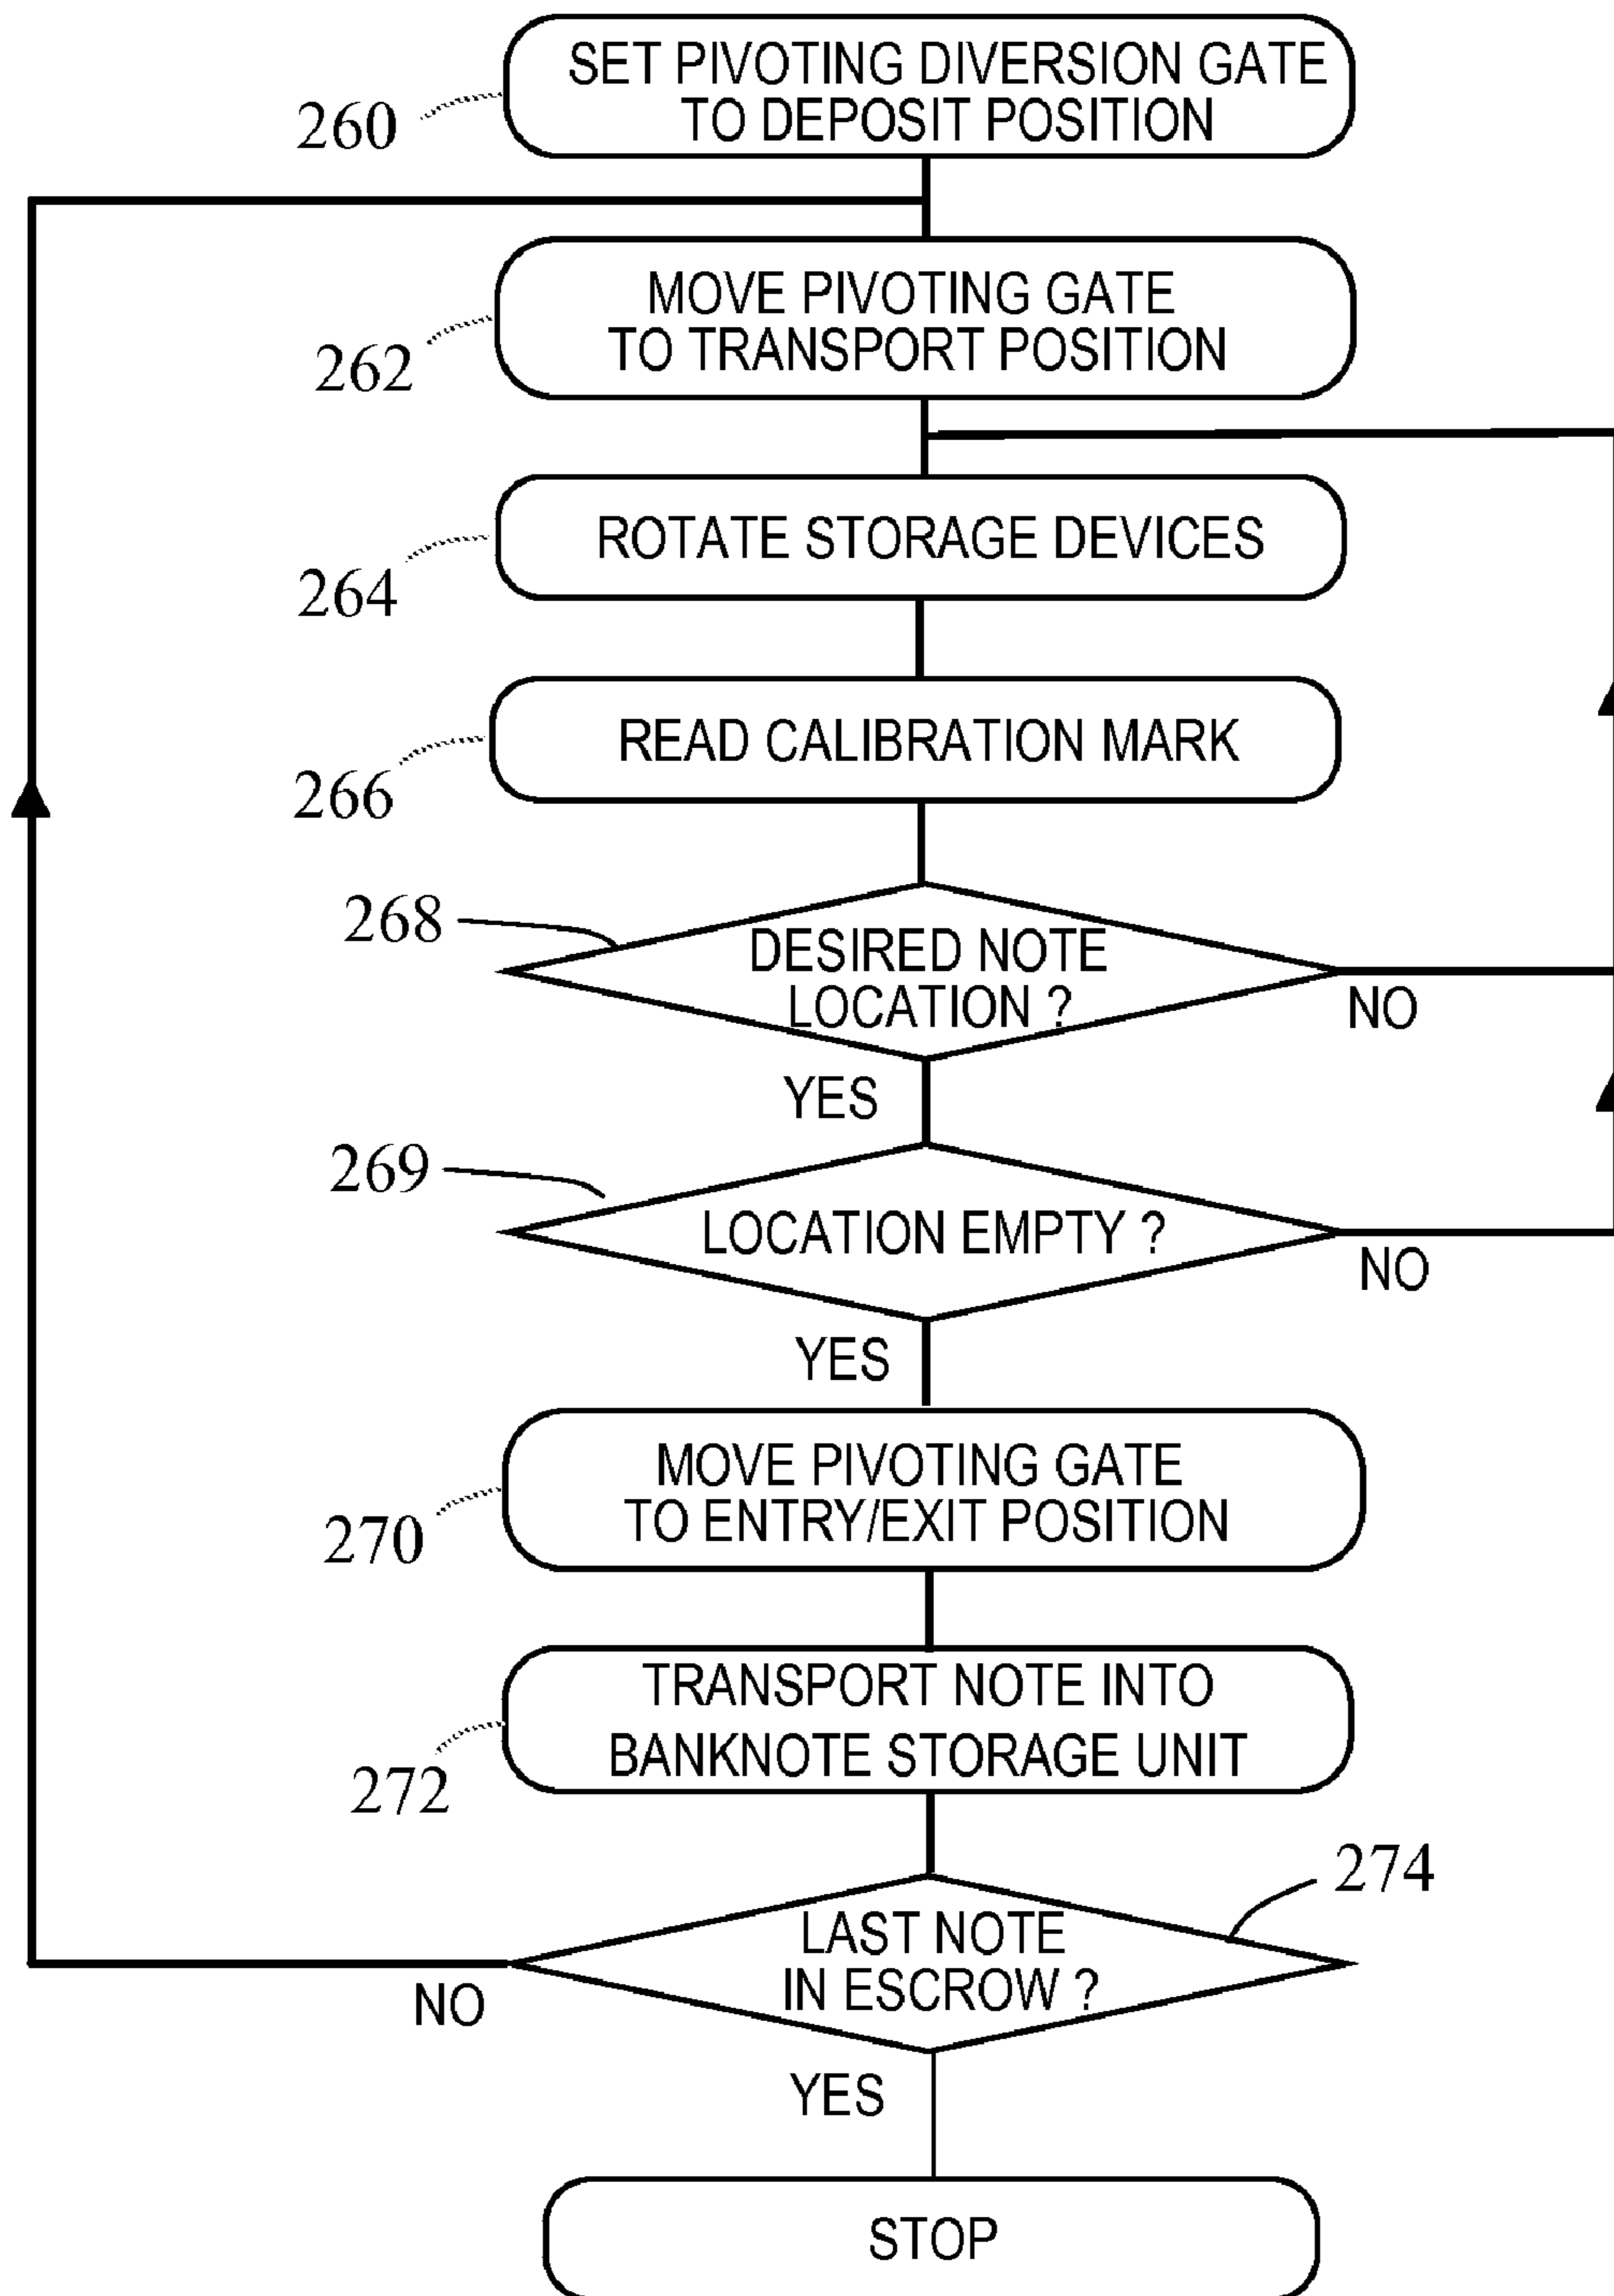 SET PIVOTING DIVERSION GATE
TO DEPOSIT POSITION
260
MOVE PIVOTING GATE
TO TRANSPORT POSITION
262
ROTATE STORAGE DEVICES
264
READ CALIBRATION MARK
266
268
DESIRED NOTE
LOCATION ?
NO
YES
269
LOCATION EMPTY ?
NO
YES
MOVE PIVOTING GATE
TO ENTRY/EXIT POSITION
270
TRANSPORT NOTE INTO
BANKNOTE STORAGE UNIT
272
274
LAST NOTE
IN ESCROW ?
NO
YES
STOP